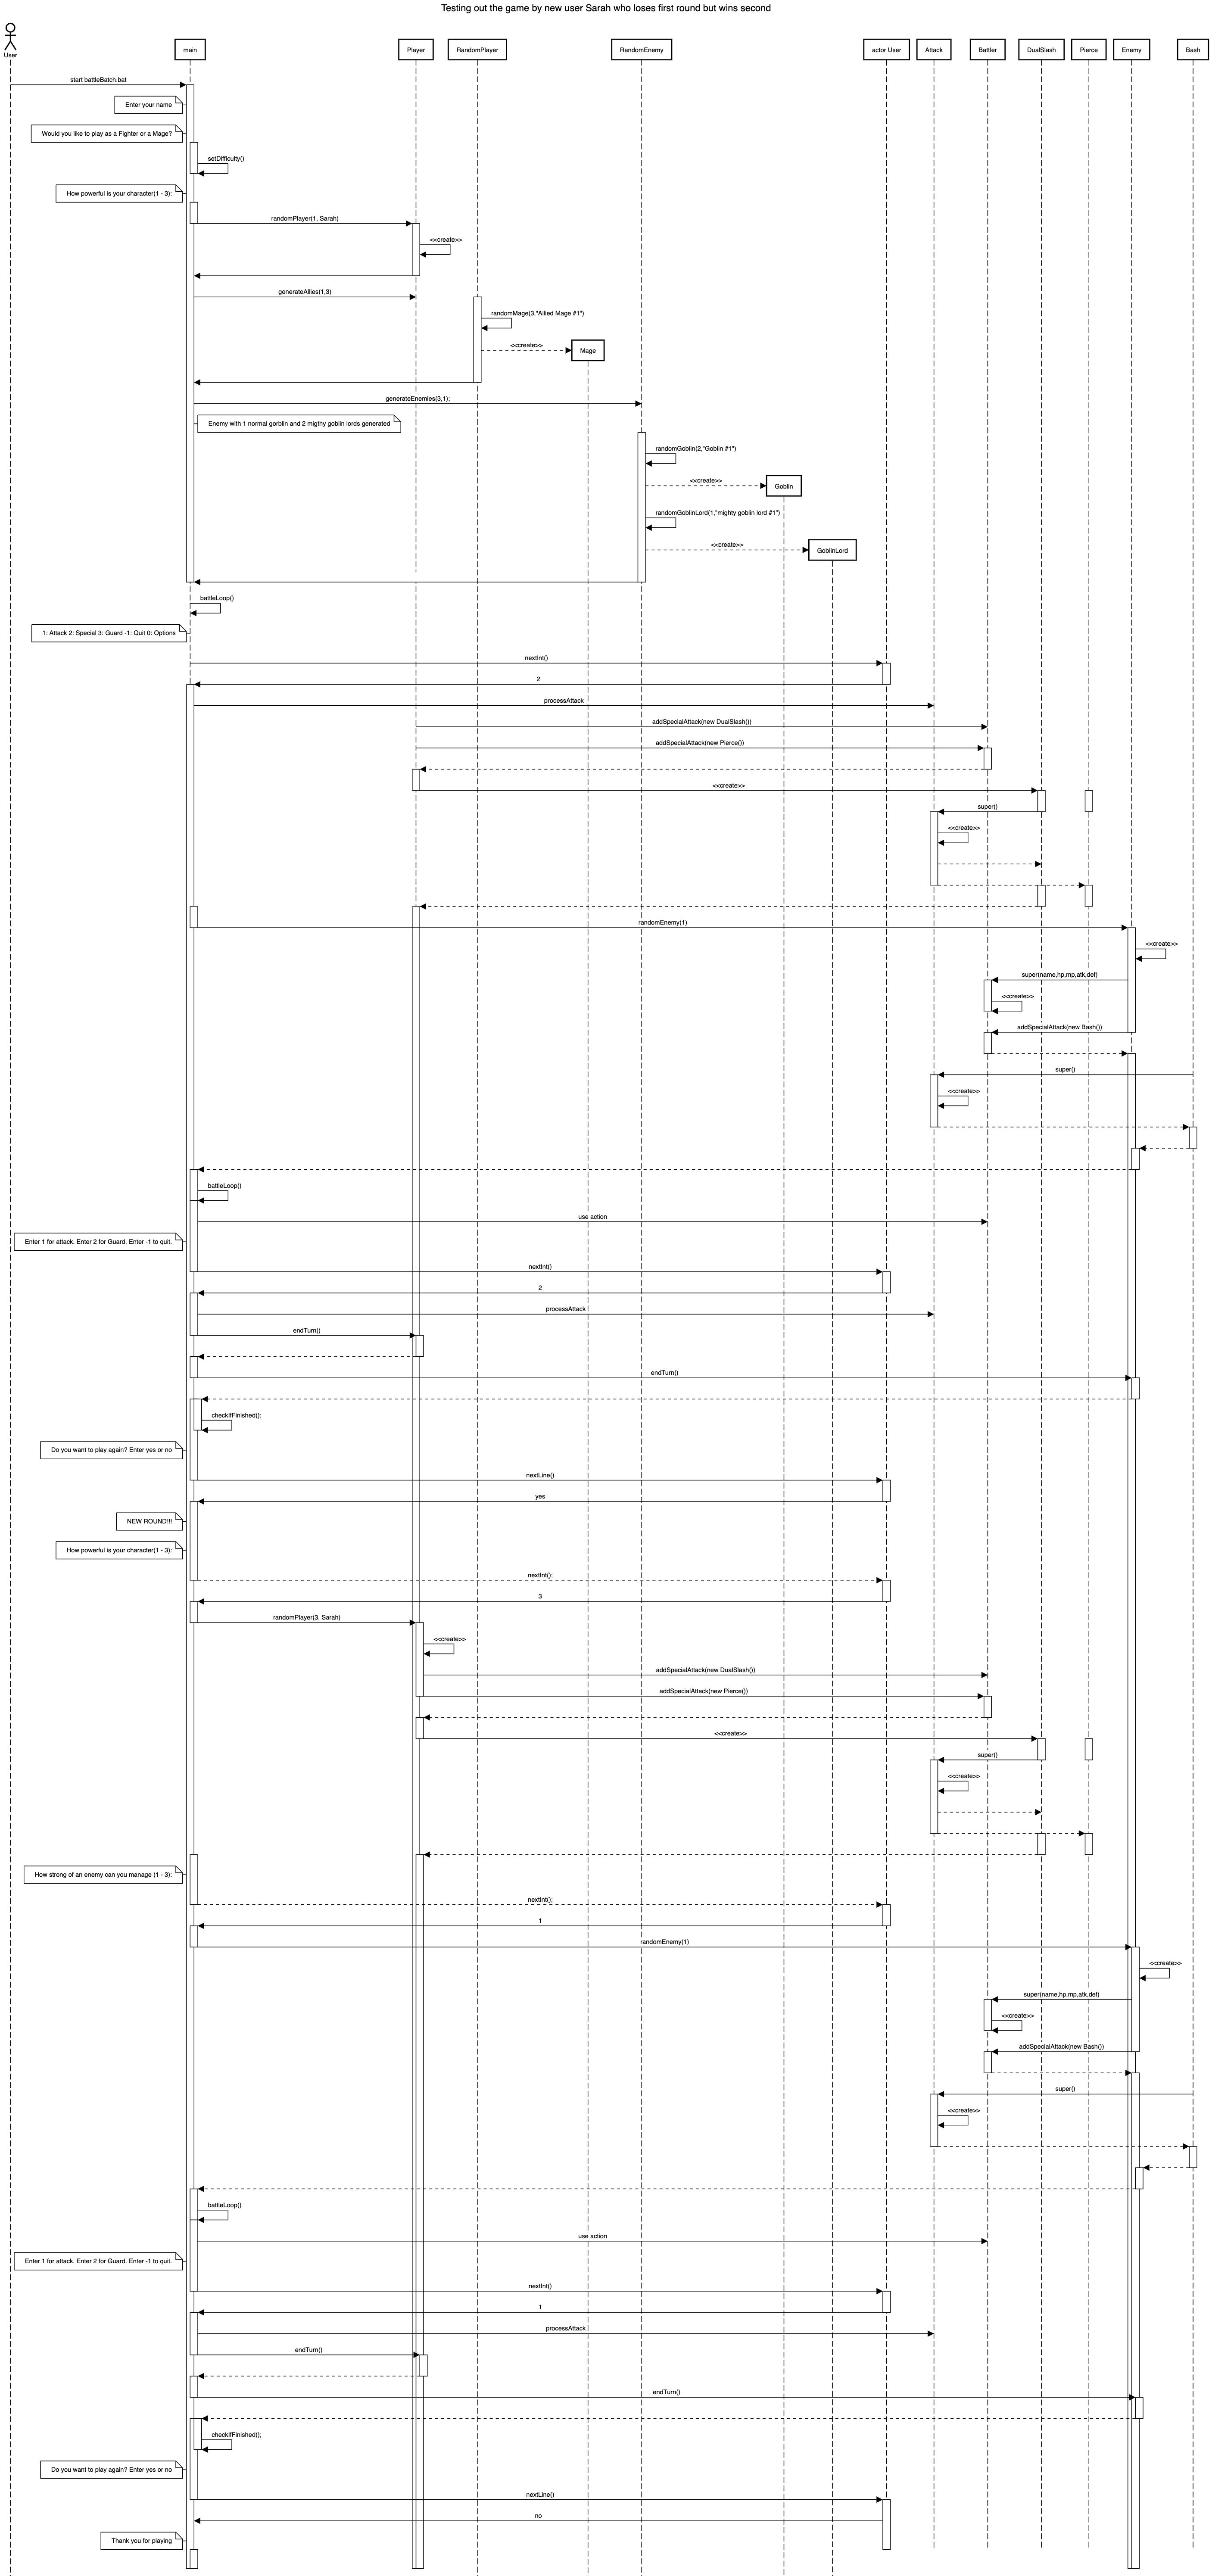 Testing out the game by new user Sarah who loses first round but wins second
User
main
Player
RandomPlayer
RandomEnemy
actor User
Attack
Battler
DualSlash
Pierce
Enemy
Bash
start battleBatch.bat
Enter your name
Would you like to play as a Fighter or a Mage?
setDifficulty()
How powerful is your character(1 - 3):
randomPlayer(1, Sarah)
<<create>>
generateAllies(1,3)
randomMage(3,"Allied Mage #1")
<<create>>
Mage
generateEnemies(3,1);
Enemy with 1 normal gorblin and 2 migthy goblin lords generated
randomGoblin(2,"Goblin #1")
<<create>>
Goblin
randomGoblinLord(1,"mighty goblin lord #1")
<<create>>
GoblinLord
battleLoop()
1: Attack 2: Special 3: Guard -1: Quit 0: Options
nextInt()
2
processAttack
addSpecialAttack(new DualSlash())
addSpecialAttack(new Pierce())
<<create>>
super()
<<create>>
randomEnemy(1)
<<create>>
super(name,hp,mp,atk,def)
<<create>>
addSpecialAttack(new Bash())
super()
<<create>>
battleLoop()
use action
Enter 1 for attack. Enter 2 for Guard. Enter -1 to quit.
nextInt()
2
processAttack
endTurn()
endTurn()
checkIfFinished();
Do you want to play again? Enter yes or no
nextLine()
yes
NEW ROUND!!!
How powerful is your character(1 - 3):
nextInt();
3
randomPlayer(3, Sarah)
<<create>>
addSpecialAttack(new DualSlash())
addSpecialAttack(new Pierce())
<<create>>
super()
<<create>>
How strong of an enemy can you manage (1 - 3):
nextInt();
1
randomEnemy(1)
<<create>>
super(name,hp,mp,atk,def)
<<create>>
addSpecialAttack(new Bash())
super()
<<create>>
battleLoop()
use action
Enter 1 for attack. Enter 2 for Guard. Enter -1 to quit.
nextInt()
1
processAttack
endTurn()
endTurn()
checkIfFinished();
Do you want to play again? Enter yes or no
nextLine()
no
Thank you for playing